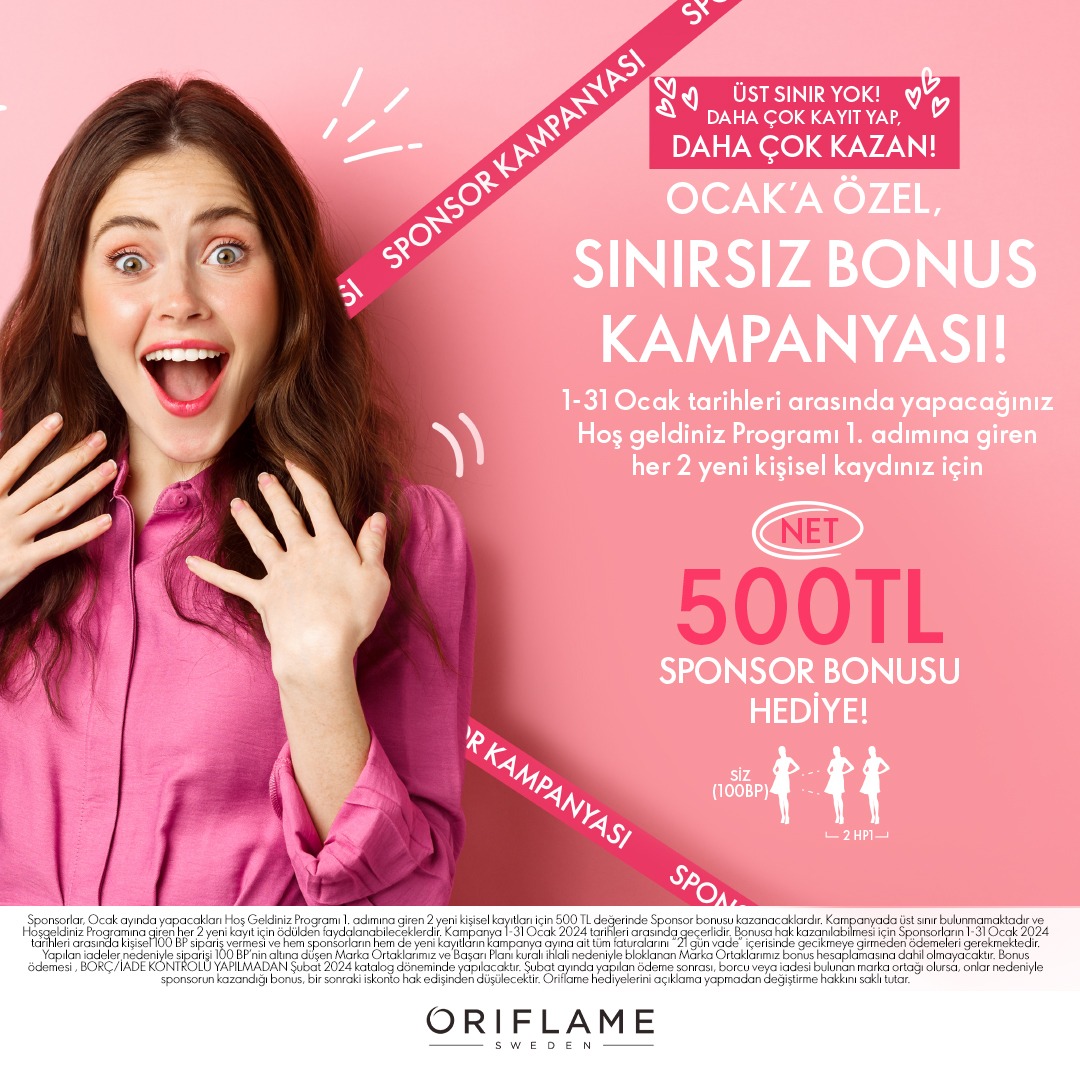 SPO
SPONSOR KAMPANYASI
SI
ÜST SINIR YOK!
DAHA ÇOK KAYIT YAP,
DAHA ÇOK KAZAN!
OCAK'A ÖZEL,
SINIRSIZ BONUS
KAMPANYASI!
1-31 Ocak tarihleri arasında yapacağınız
Hoş geldiniz Programı 1. adımına giren
her 2 yeni kişisel kaydınız için
NET
500TL
SPONSOR BONUSU
HEDİYE!
SİZ
(100BP)
2 HP1
OR KAMPANYASI
SPON
Sponsorlar, Ocak ayında yapacakları Hoş Geldiniz Programı 1. adımına giren 2 yeni kişisel kayıtları için 500 TL değerinde Sponsor bonusu kazanacaklardır. Kampanyada üst sınır bulunmamaktadır ve
Hoşgeldiniz Programına giren her 2 yeni kayıt için ödülden faydalanabileceklerdir. Kampanya 1-31 Ocak 2024 tarihleri arasında geçerlidir. Bonusa hak kazanılabilmesi için Sponsorların 1-31 Ocak 2024
tarihleri arasında kişisel 100 BP sipariş vermesi ve hem sponsorların hem de yeni kayıtların kampanya ayına ait tüm faturalarını "21 gün vade" içerisinde gecikmeye girmeden ödemeleri gerekmektedir.
Yapılan iadeler nedeniyle siparişi 100 BP'nin altına düşen Marka Ortaklarımız ve Başarı Planı kuralı ihlali nedeniyle bloklanan Marka Ortaklarımız bonus hesaplamasına dahil olmayacaktır. Bonus
ödemesi , BORÇ/İADE KONTROLÜ YAPILMADAN Şubat 2024 katalog döneminde yapılacaktır. Şubat ayında yapılan ödeme sonrası, borcu veya iadesi bulunan marka ortağı olursa, onlar nedeniyle
sponsorun kazandığı bonus, bir sonraki iskonto hak edişinden düşülecektir. Oriflame hediyelerini açıklama yapmadan değiştirme hakkını saklı tutar.
ORIFLAME
SWEDEN